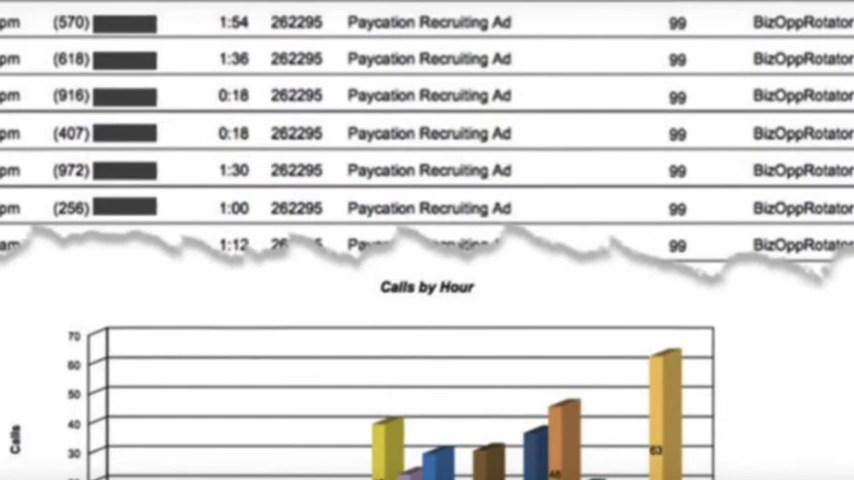 pm (570) 1:54 262295 Paycation Recruiting Ad 99 BizOppRotator
pm (618) 1:36 262295 Paycation Recruiting Ad 99 BizOppRotator
pm (916) 0:18 262295 Paycation Recruiting Ad 99 BizOppRotator
pm (407) 0:18 262295 Paycation Recruiting Ad 99 BizOppRotator
pm (972) 1:30 262295 Paycation Recruiting Ad 99 BizOppRotator
pm (256) 1:00 262295 Paycation Recruiting Ad 99 BizOppRotator
am 1:12 99 BizOppRotator
Calls by Hour
70
60
50
40
30
Calls
63
46